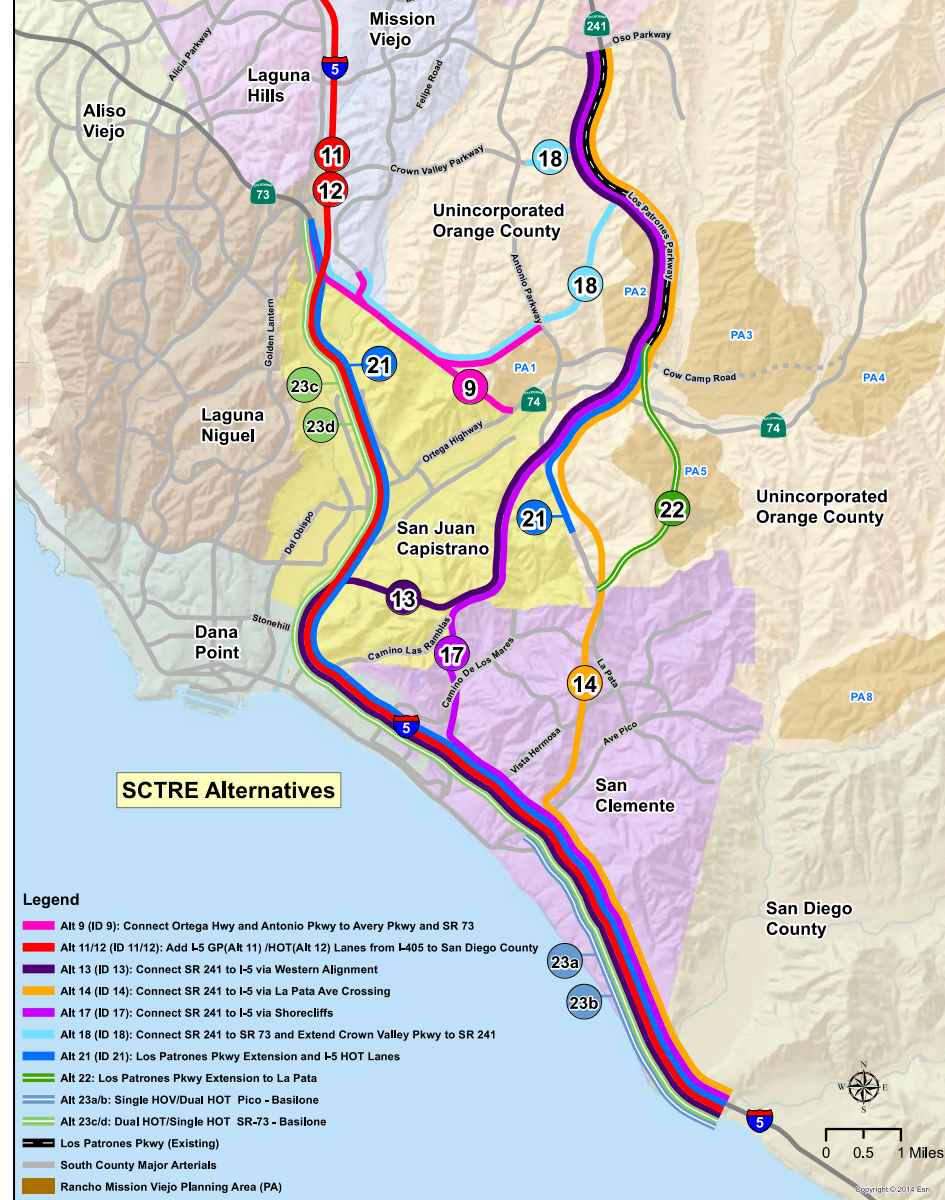 Mission
Viejo
CALIFORNIA
241
Oso Parkway
Alicia Parkway
5
Laguna
Hills
Felipe Road
Aliso
Viejo
11
18
Crown Valley Parkway
12
CALIFORNIA
73
Los Patrones Parkway
Unincorporated
Orange County
Antonio Parkway
18
PA2
Golden Lantern
PA3
21
PA1
Cow Camp Road
PA4
23c
9
CALIFORNIA
74
Laguna
Niguel
23d
CALIFORNIA
74
Ortega Highway
PA5
Unincorporated
Orange County
22
21
San Juan
Capistrano
Del Obispo
13
Stonehill
Dana
Point
Camino Las Ramblas
17
Camino De Los Mares
La Pata
14
PA8
5
Vista Hermosa
Ave Pico
SCTRE Alternatives
San
Clemente
Legend
San Diego
County
Alt 9 (ID 9): Connect Ortega Hwy and Antonio Pkwy to Avery Pkwy and SR 73
Alt 11/12 (ID 11/12): Add I-5 GP(Alt 11) /HOT(Alt 12) Lanes from I-405 to San Diego County
Alt 13 (ID 13): Connect SR 241 to I-5 via Western Alignment
23a
Alt 14 (ID 14): Connect SR 241 to I-5 via La Pata Ave Crossing
23b
Alt 17 (ID 17): Connect SR 241 to I-5 via Shorecliffs
Alt 18 (ID 18): Connect SR 241 to SR 73 and Extend Crown Valley Pkwy to SR 241
Alt 21 (ID 21): Los Patrones Pkwy Extension and I-5 HOT Lanes
Alt 22: Los Patrones Pkwy Extension to La Pata
Alt 23a/b: Single HOV/Dual HOT Pico - Basilone
Alt 23c/d: Dual HOT/Single HOT SR-73 - Basilone
Los Patrones Pkwy (Existing)
South County Major Arterials
Rancho Mission Viejo Planning Area (PA)
N
W E
S
5
0 0.5 1 Miles
Copyright:© 2014 Esri